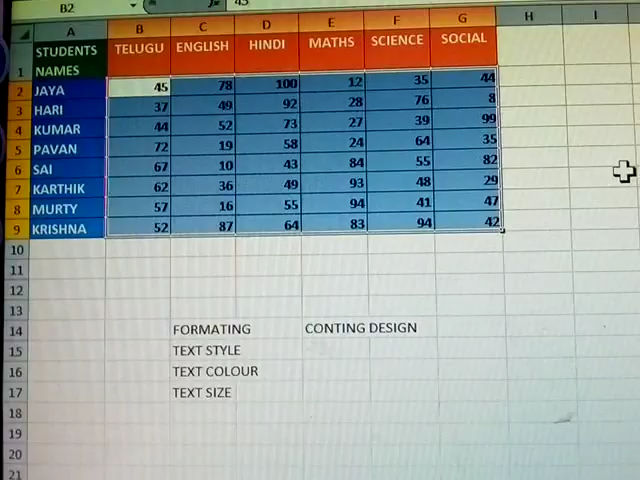 B2 fx 45
A B C D E F G H I
1 STUDENTS NAMES TELUGU ENGLISH HINDI MATHS SCIENCE SOCIAL
2 JAYA 45 78 100 12 35 44
3 HARI 37 49 92 28 76 8
4 KUMAR 44 52 73 27 39 99
5 PAVAN 72 19 58 24 64 35
6 SAI 67 10 43 84 55 82
7 KARTHIK 62 36 49 93 48 29
8 MURTY 57 16 55 94 41 47
9 KRISHNA 52 87 64 83 94 42
10
11
12
13
14 FORMATING CONTING DESIGN
15 TEXT STYLE
16 TEXT COLOUR
17 TEXT SIZE
18
19
20
21